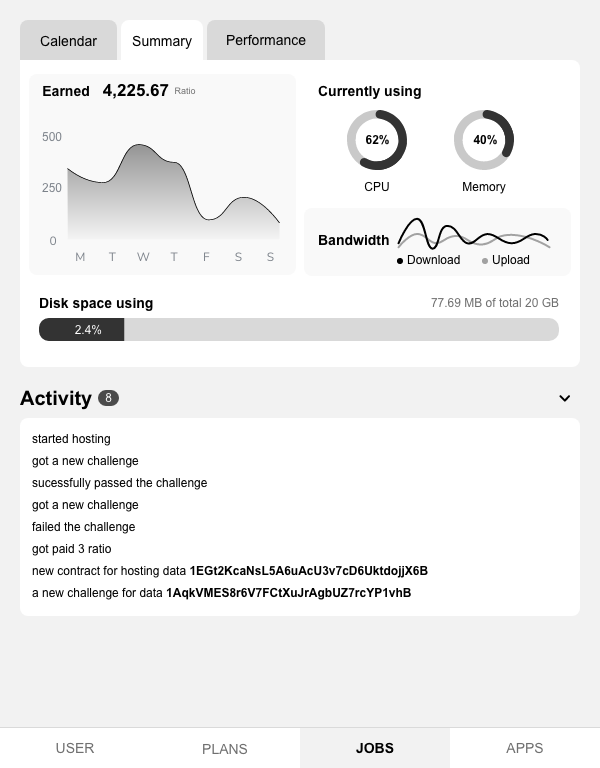 Calendar
Summary
Performance
Earned 4,225.67 Ratio
500
250
0
M T W T F S S
Currently using
62%
40%
CPU
Memory
Bandwidth
Download
Upload
Disk space using
77.69 MB of total 20 GB
2.4%
Activity 8
started hosting
got a new challenge
sucessfully passed the challenge
got a new challenge
failed the challenge
got paid 3 ratio
new contract for hosting data 1EGt2KcaNsL5A6uAcU3v7cD6UktdojjX6B
a new challenge for data 1AqkVMES8r6V7FCtXuJrAgbUZ7rcYP1vhB
USER
PLANS
JOBS
APPS